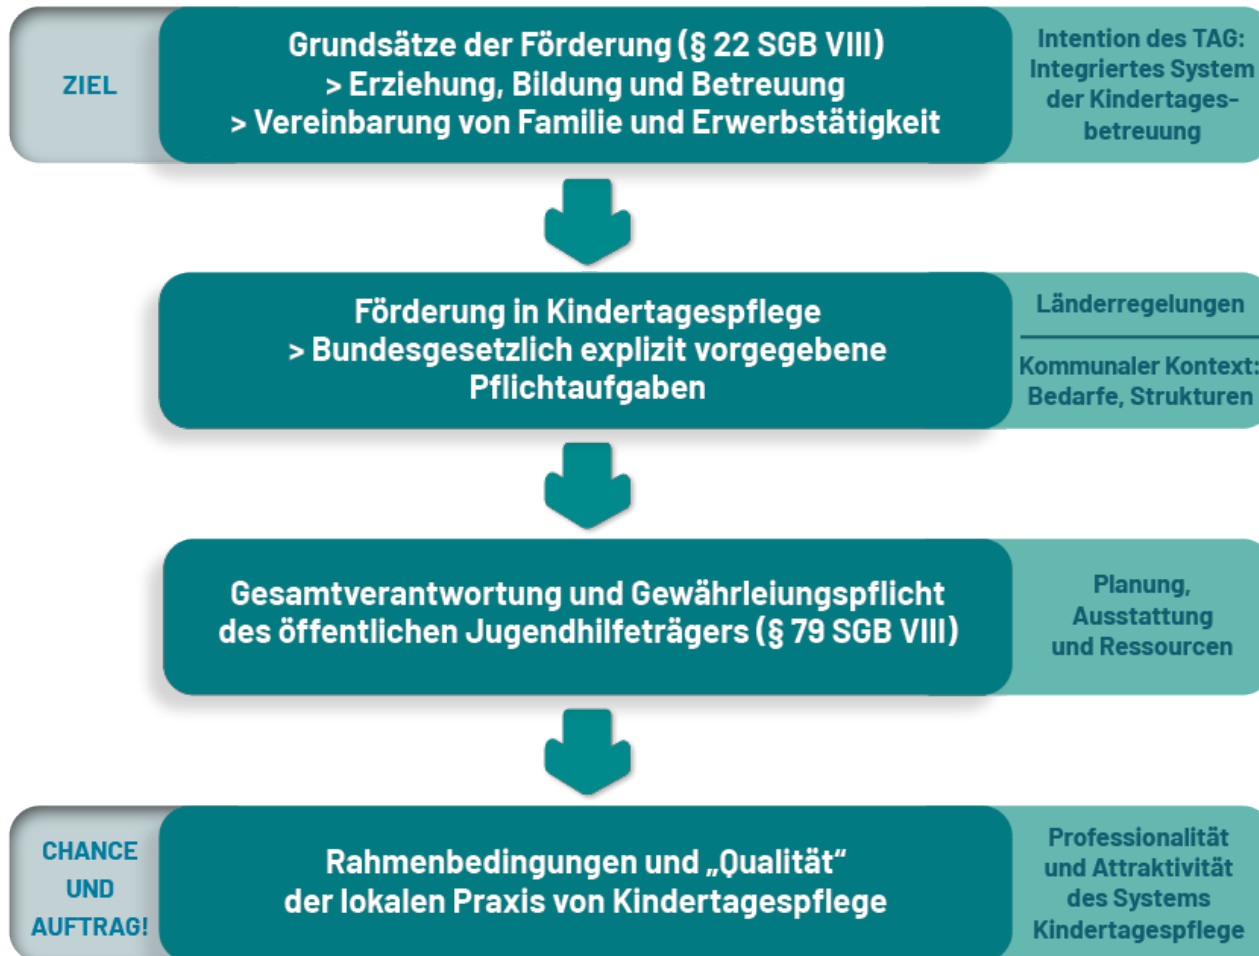 ZIEL
Grundsätze der Förderung (§ 22 SGB VIII)
> Erziehung, Bildung und Betreuung
> Vereinbarung von Familie und Erwerbstätigkeit
Intention des TAG:
Integriertes System
der Kindertages-
betreuung
Förderung in Kindertagespflege
> Bundesgesetzlich explizit vorgegebene
Pflichtaufgaben
Länderregelungen
Kommunaler Kontext:
Bedarfe, Strukturen
Gesamtverantwortung und Gewährleiungspflicht
des öffentlichen Jugendhilfeträgers (§ 79 SGB VIII)
Planung,
Ausstattung
und Ressourcen
CHANCE
UND
AUFTRAG!
Rahmenbedingungen und „Qualität“
der lokalen Praxis von Kindertagespflege
Professionalität
und Attraktivität
des Systems
Kindertagespflege